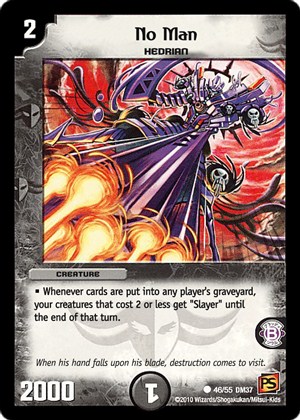 2
No Man
HEDRIAN
CREATURE
▪ Whenever cards are put into any player's graveyard,
your creatures that cost 2 or less get "Slayer" until
the end of that turn.
B
When his hand falls upon his blade, destruction comes to visit.
2000
1
46/55 DM37
PS
©2010 Wizards/Shogakukan/Mitsui-Kids